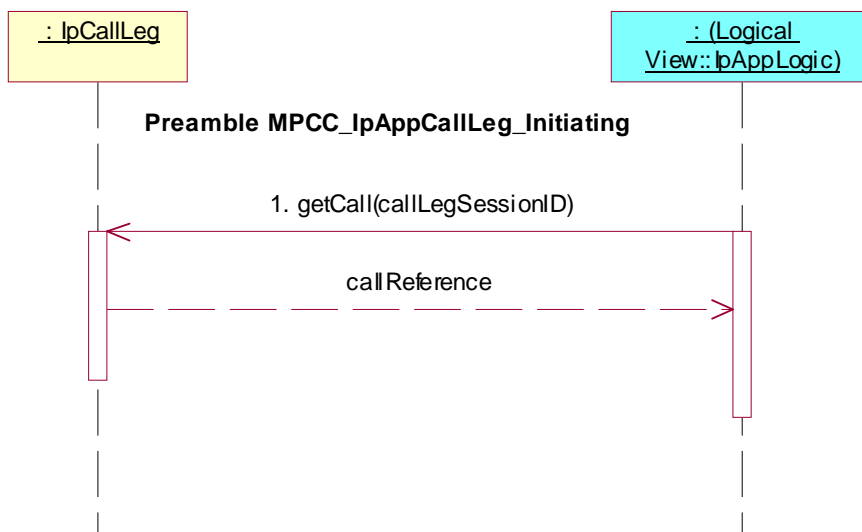 : IpCallLeg
: (Logical
View::IpAppLogic)
Preamble MPCC_IpAppCallLeg_Initiating
1. getCall(callLegSessionID)
callReference